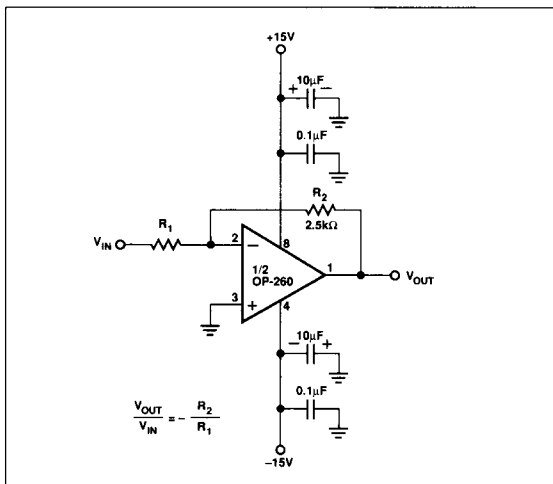 +15V
+ 10µF −
0.1µF
R2
2.5kΩ
R1
VIN
2
−
8
1/2
OP-260
1
VOUT
3
+
4
− 10µF +
0.1µF
VOUT / VIN = − R2 / R1
−15V